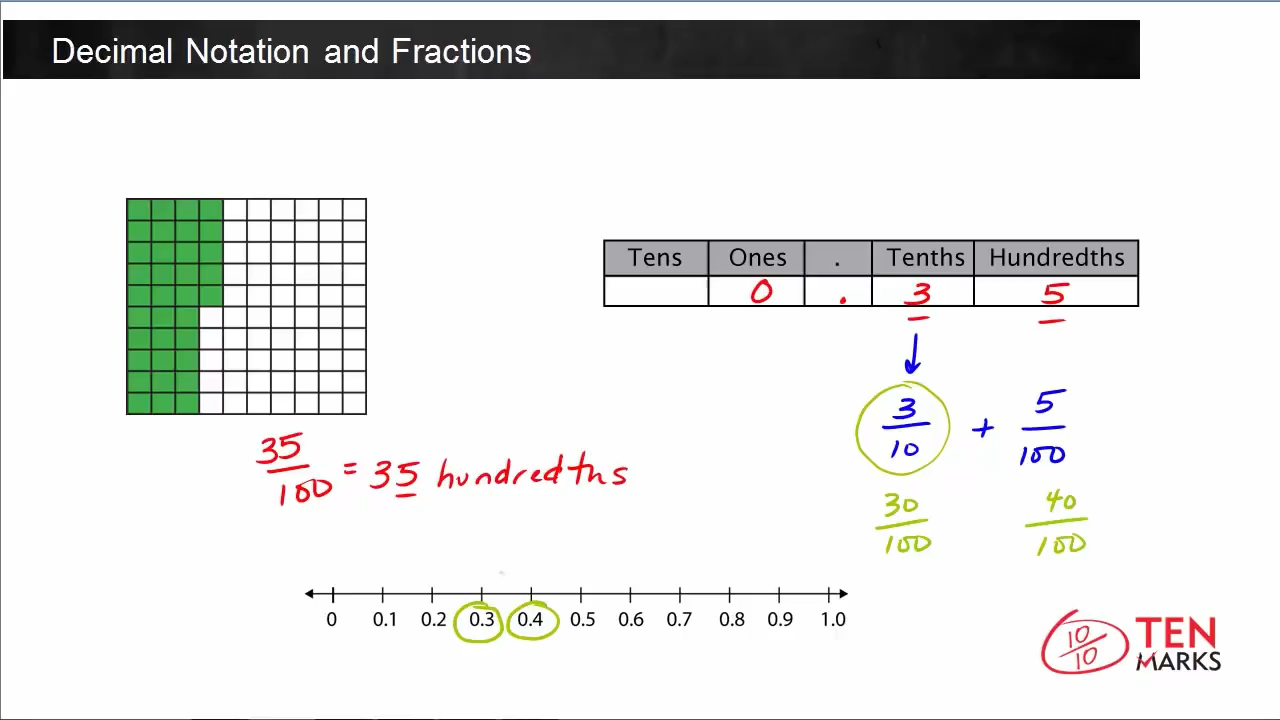 Decimal Notation and Fractions
Tens Ones . Tenths Hundredths
0 . 3 5
3/10 + 5/100
35/100 = 35 hundredths
30/100 40/100
0 0.1 0.2 0.3 0.4 0.5 0.6 0.7 0.8 0.9 1.0
10/10 TEN
MARKS